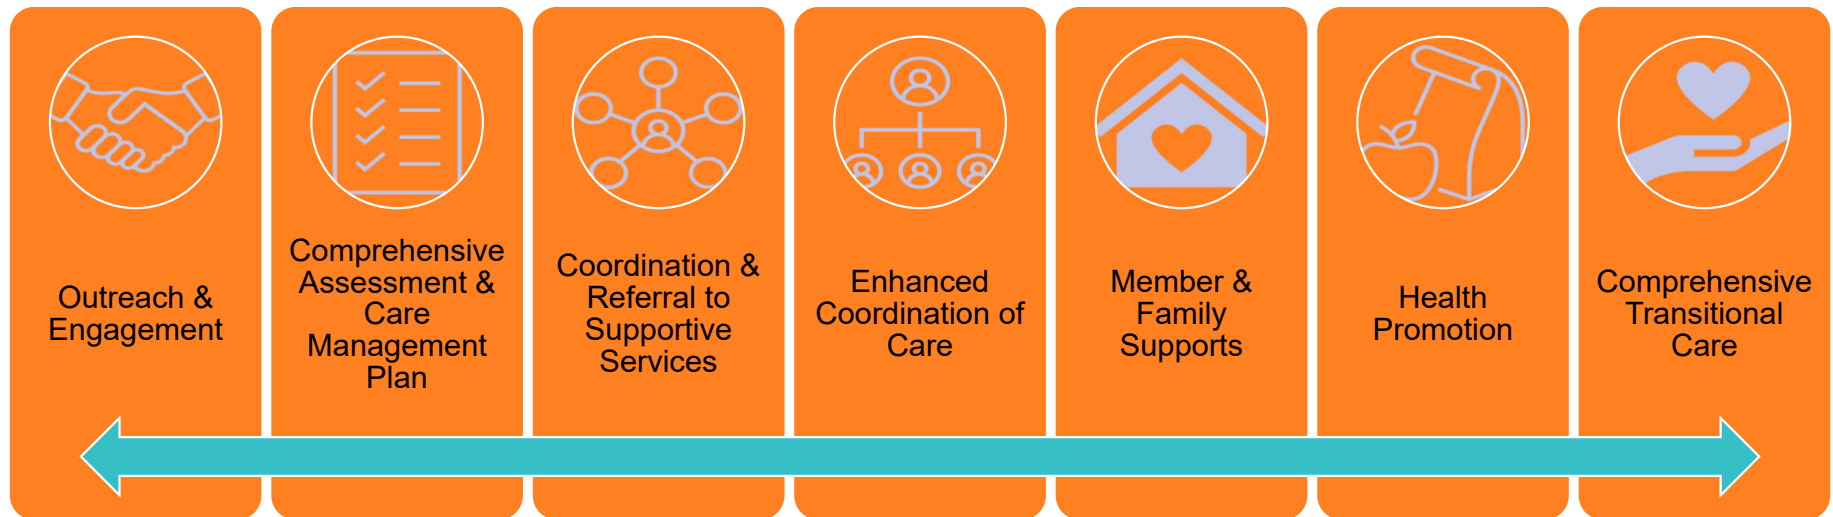 Outreach &
Engagement
Comprehensive
Assessment &
Care
Management
Plan
Coordination &
Referral to
Supportive
Services
Enhanced
Coordination of
Care
Member &
Family
Supports
Health
Promotion
Comprehensive
Transitional
Care